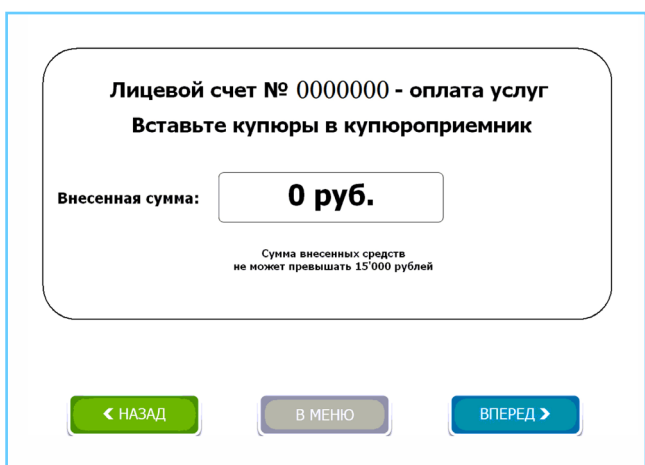 Лицевой счет № 0000000 - оплата услуг
Вставьте купюры в купюроприемник
Внесенная сумма: 0 руб.
Сумма внесенных средств
не может превышать 15'000 рублей
НАЗАД В МЕНЮ ВПЕРЕД